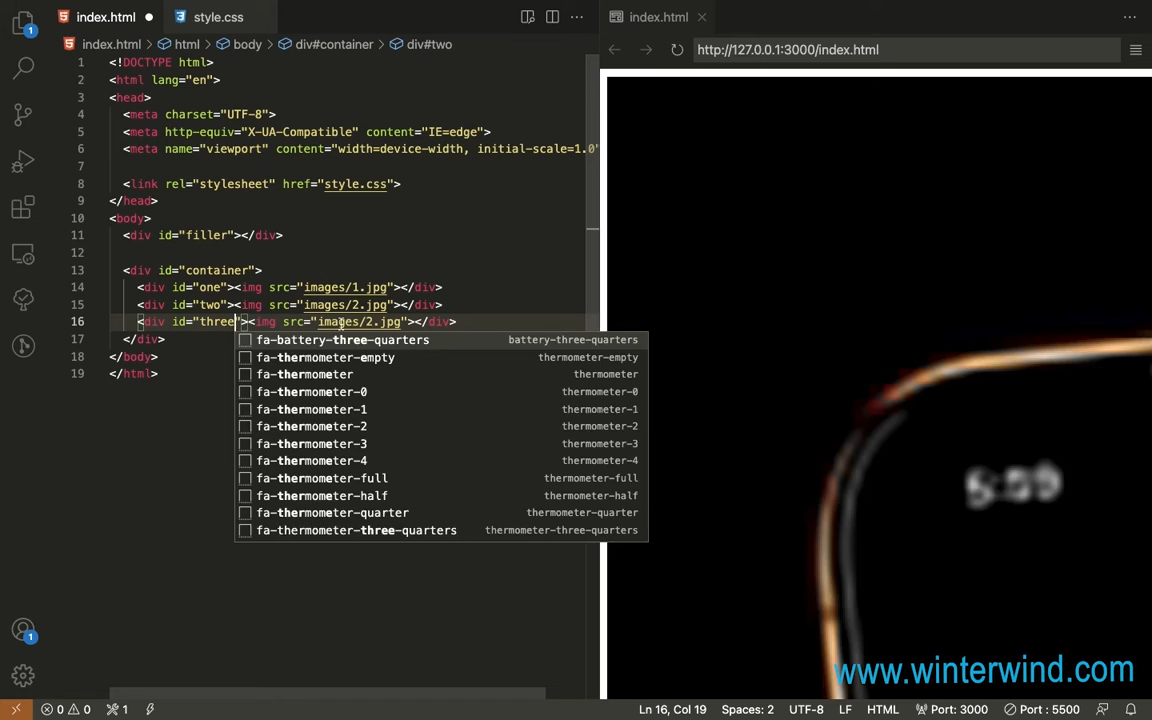 index.html
style.css
index.html
index.html > html > body > div#container > div#two
http://127.0.0.1:3000/index.html
1 <!DOCTYPE html>
2 <html lang="en">
3 <head>
4 <meta charset="UTF-8">
5 <meta http-equiv="X-UA-Compatible" content="IE=edge">
6 <meta name="viewport" content="width=device-width, initial-scale=1.0"
7
8 <link rel="stylesheet" href="style.css">
9 </head>
10 <body>
11 <div id="filler"></div>
12
13 <div id="container">
14 <div id="one"><img src="images/1.jpg"></div>
15 <div id="two"><img src="images/2.jpg"></div>
16 <div id="three"><img src="images/2.jpg"></div>
17 </div>
18 </body>
19 </html>
fa-battery-three-quarters battery-three-quarters
fa-thermometer-empty thermometer-empty
fa-thermometer thermometer
fa-thermometer-0 thermometer-0
fa-thermometer-1 thermometer-1
fa-thermometer-2 thermometer-2
fa-thermometer-3 thermometer-3
fa-thermometer-4 thermometer-4
fa-thermometer-full thermometer-full
fa-thermometer-half thermometer-half
fa-thermometer-quarter thermometer-quarter
fa-thermometer-three-quarters thermometer-three-quarters
1
1
www.winterwind.com
0 0 1 Ln 16, Col 19 Spaces: 2 UTF-8 LF HTML Port: 3000 Port : 5500